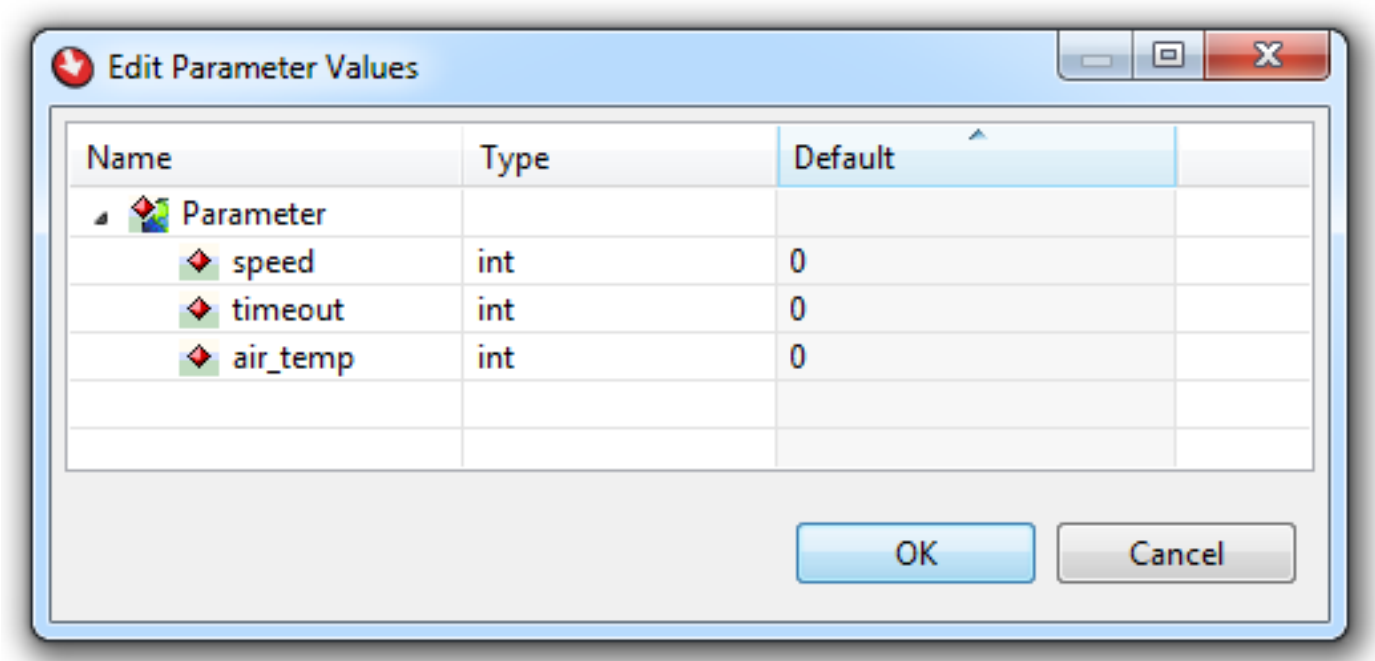 Edit Parameter Values
Name Type Default
Parameter
speed int 0
timeout int 0
air_temp int 0
OK Cancel